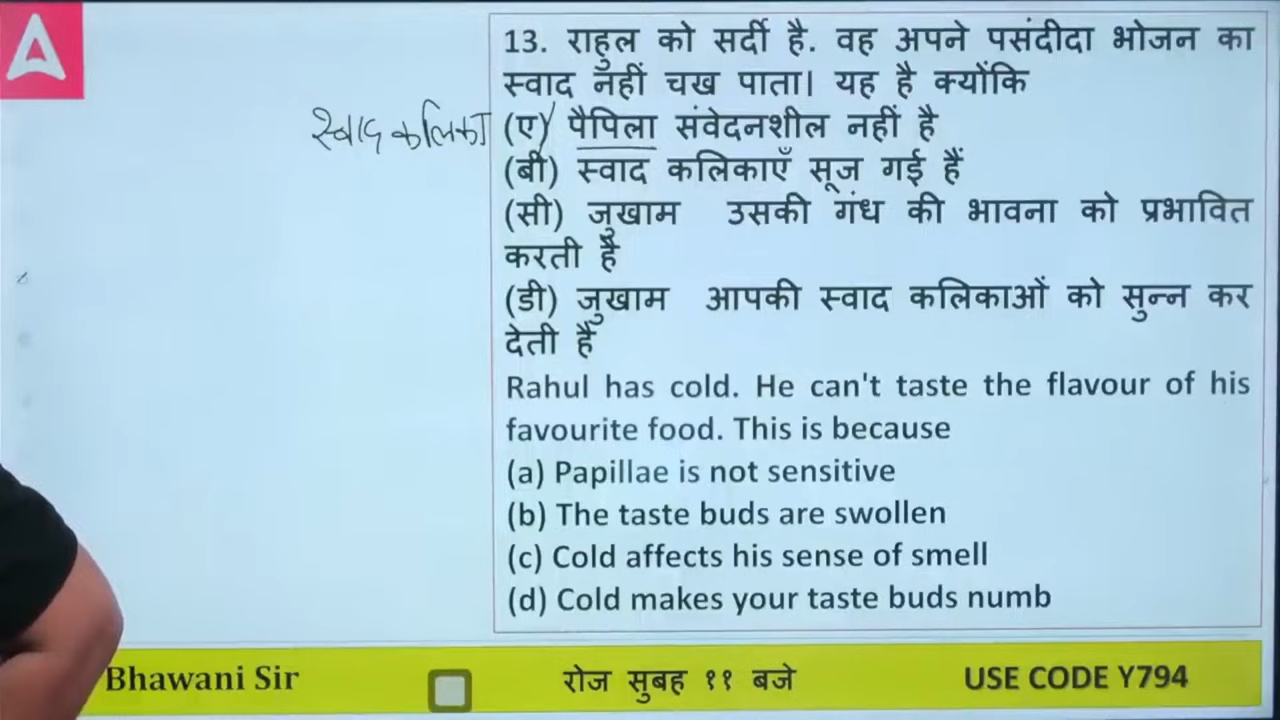 13. राहुल को सर्दी है. वह अपने पसंदीदा भोजन का
स्वाद नहीं चख पाता। यह है क्योंकि
स्वाद कलिका (ए) पैपिला संवेदनशील नहीं है
(बी) स्वाद कलिकाएँ सूज गई हैं
(सी) जुखाम उसकी गंध की भावना को प्रभावित
करती है
(डी) जुखाम आपकी स्वाद कलिकाओं को सुन्न कर
देती है
Rahul has cold. He can't taste the flavour of his
favourite food. This is because
(a) Papillae is not sensitive
(b) The taste buds are swollen
(c) Cold affects his sense of smell
(d) Cold makes your taste buds numb
Bhawani Sir रोज सुबह ११ बजे USE CODE Y794